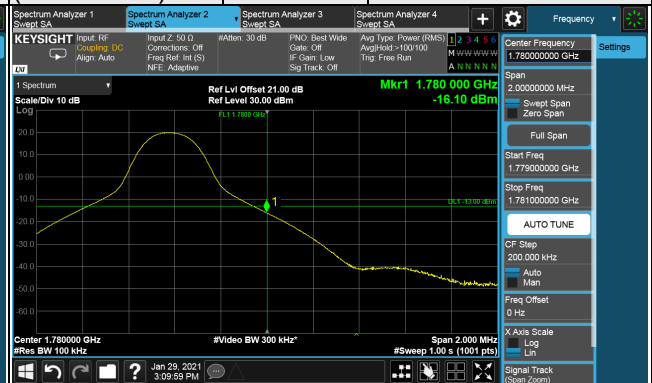 Spectrum Analyzer 1
Swept SA
Spectrum Analyzer 2
Swept SA
Spectrum Analyzer 3
Swept SA
Spectrum Analyzer 4
Swept SA
+
Frequency
KEYSIGHT
LXI
Input: RF
Coupling: DC
Align: Auto
Input Z: 50 Ω
Corrections: Off
Freq Ref: Int (S)
NFE: Adaptive
#Atten: 30 dB
PNO: Best Wide
Gate: Off
IF Gain: Low
Sig Track: Off
Avg Type: Power (RMS)
Avg|Hold:>100/100
Trig: Free Run
1 2 3 4 5 6
M W W W W W
A N N N N N
Center Frequency
1.780000000 GHz
Settings
Span
2.00000000 MHz
Swept Span
Zero Span
Full Span
Start Freq
1.779000000 GHz
Stop Freq
1.781000000 GHz
AUTO TUNE
CF Step
200.000 kHz
Auto
Man
Freq Offset
0 Hz
X Axis Scale
Log
Lin
Signal Track
(Span Zoom)
1 Spectrum
Scale/Div 10 dB
Ref Lvl Offset 21.00 dB
Ref Level 30.00 dBm
Mkr1 1.780 000 GHz
-16.10 dBm
Log
FL1 1.7800 GHz
20.0
10.0
0.00
-10.0
-20.0
-30.0
-40.0
-50.0
-60.0
1
DL1 -13.00 dBm
Center 1.780000 GHz
#Res BW 100 kHz
#Video BW 300 kHz*
Span 2.000 MHz
#Sweep 1.00 s (1001 pts)
?
Jan 29, 2021
3:09:59 PM